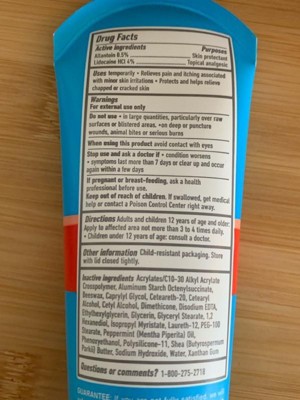 Drug Facts
Active Ingredients Purposes
Allantoin 0.5% Skin protectant
Lidocaine HCl 4% Topical analgesic
Uses temporarily • Relieves pain and itching associated
with minor skin irritations • Protects and helps relieve
chapped or cracked skin
Warnings
For external use only
Do not use • in large quantities, particularly over raw
surfaces or blistered areas, •on deep or puncture
wounds, animal bites or serious burns
When using this product avoid contact with eyes
Stop use and ask a doctor if • condition worsens
• symptoms last more than 7 days or clear up and occur
again within a few days
If pregnant or breast-feeding, ask a health
professional before use.
Keep out of reach of children. If swallowed, get medical
help or contact a Poison Control Center right away.
Directions Adults and children 12 years of age and older:
Apply to affected area not more than 3 to 4 times daily.
• Children under 12 years of age: consult a doctor.
Other information Child-resistant packaging. Store
with lid closed tightly.
Inactive ingredients Acrylates/C10-30 Alkyl Acrylate
Crosspolymer, Aluminum Starch Octenylsuccinate,
Beeswax, Caprylyl Glycol, Ceteareth-20, Cetearyl
Alcohol, Cetyl Alcohol, Dimethicone, Disodium EDTA,
Ethylhexylglycerin, Glycerin, Glyceryl Stearate, 1,2
Hexanediol, Isopropyl Myristate, Laureth-12, PEG-100
Stearate, Peppermint (Mentha Piperita) Oil,
Phenoxyethanol, Polysilicone-11, Shea (Butyrospermum
Parkii) Butter, Sodium Hydroxide, Water, Xanthan Gum
Questions or comments? 1-800-275-2718
GUARANTEE: If you are not fully satisfied